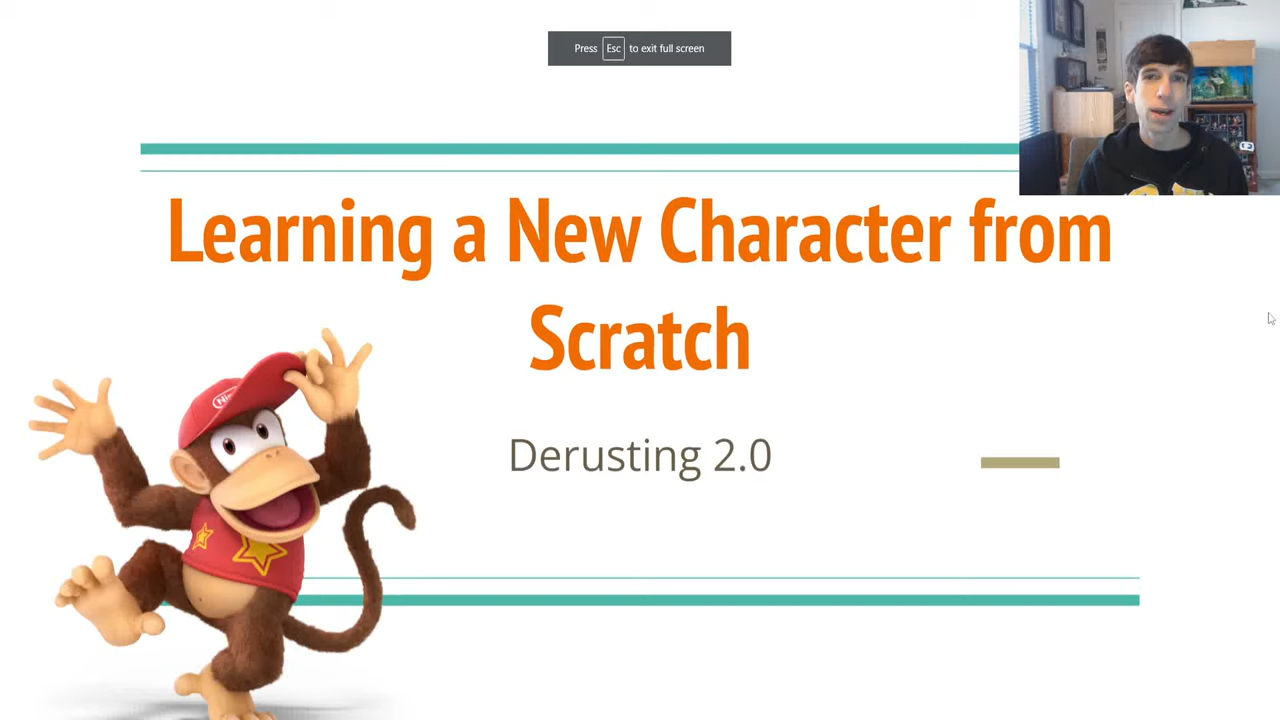 Press Esc to exit full screen
Learning a New Character from
Scratch
Derusting 2.0